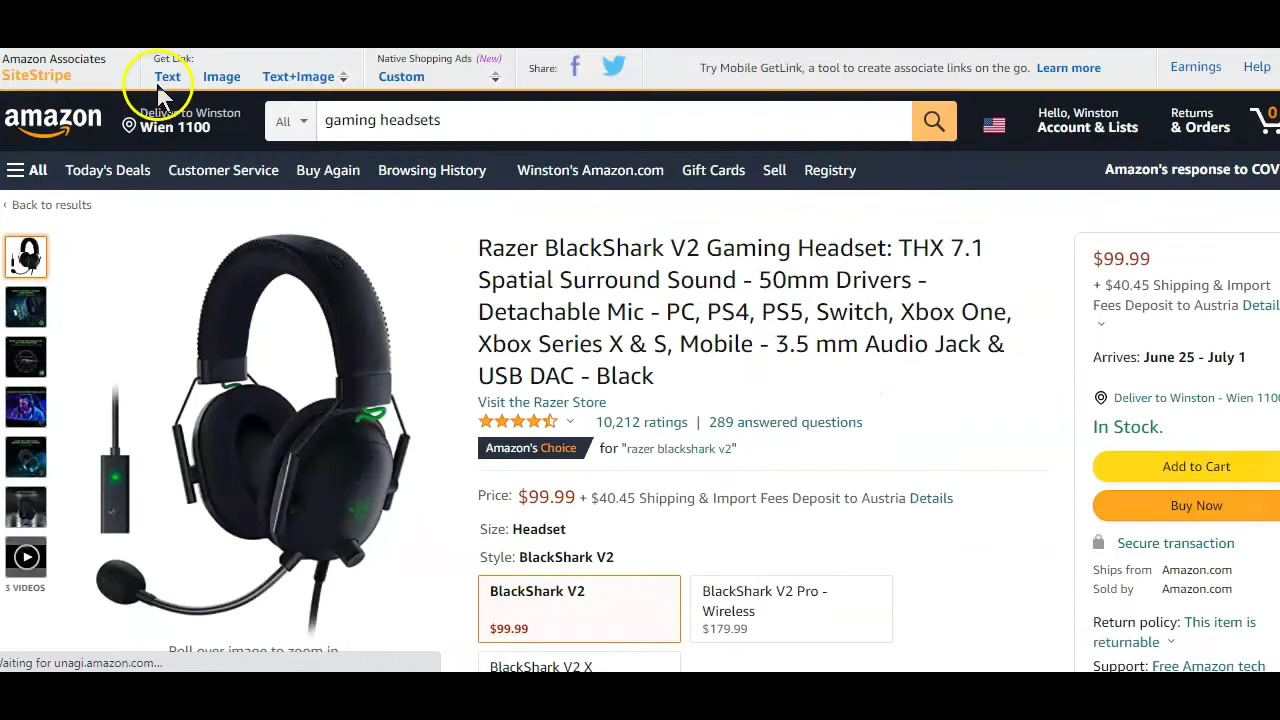 Amazon Associates
SiteStripe
Get Link:
Text Image Text+Image
Native Shopping Ads (New)
Custom
Share:
Try Mobile GetLink, a tool to create associate links on the go. Learn more
Earnings Help
amazon
Deliver to Winston
Wien 1100
All
gaming headsets
Hello, Winston
Account & Lists
Returns
& Orders
0
All Today's Deals Customer Service Buy Again Browsing History Winston's Amazon.com Gift Cards Sell Registry
Amazon's response to COV
‹ Back to results
3 VIDEOS
Roll over image to zoom in
Razer BlackShark V2 Gaming Headset: THX 7.1
Spatial Surround Sound - 50mm Drivers -
Detachable Mic - PC, PS4, PS5, Switch, Xbox One,
Xbox Series X & S, Mobile - 3.5 mm Audio Jack &
USB DAC - Black
Visit the Razer Store
10,212 ratings | 289 answered questions
Amazon's Choice for "razer blackshark v2"
Price: $99.99 + $40.45 Shipping & Import Fees Deposit to Austria Details
Size: Headset
Style: BlackShark V2
BlackShark V2
$99.99
BlackShark V2 Pro -
Wireless
$179.99
BlackShark V2 X
$99.99
+ $40.45 Shipping & Import
Fees Deposit to Austria Detail
Arrives: June 25 - July 1
Deliver to Winston - Wien 1100
In Stock.
Add to Cart
Buy Now
Secure transaction
Ships from Amazon.com
Sold by Amazon.com
Return policy: This item is
returnable
Support: Free Amazon tech
Vaiting for unagi.amazon.com...